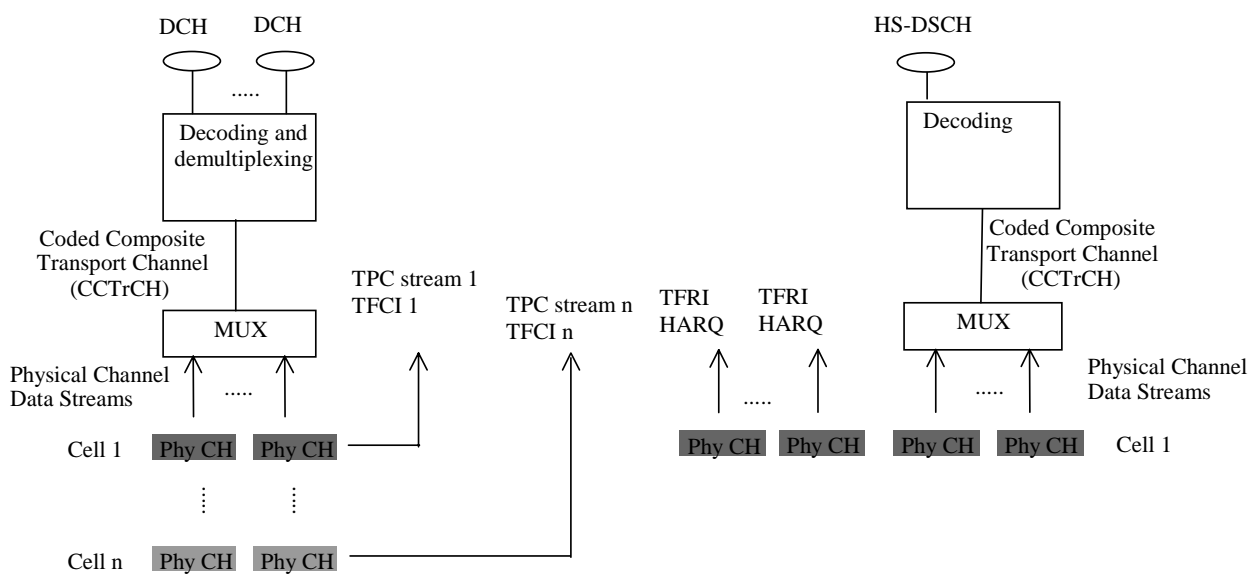 DCH DCH HS-DSCH
.....
Decoding and
demultiplexing
Decoding
Coded Composite
Transport Channel
(CCTrCH)
Coded Composite
Transport Channel
(CCTrCH)
TPC stream 1
TFCI 1
TPC stream n
TFCI n
TFRI
HARQ
TFRI
HARQ
MUX
MUX
Physical Channel
Data Streams
.....
.....
.....
Physical Channel
Data Streams
Cell 1 Phy CH Phy CH
Phy CH Phy CH Phy CH Phy CH Cell 1
Cell n Phy CH Phy CH